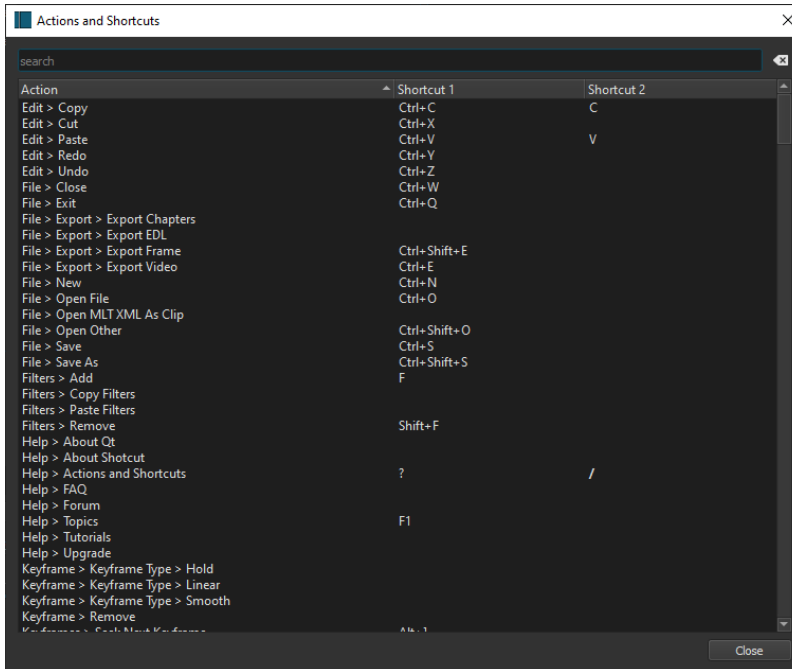 Actions and Shortcuts
search
Action Shortcut 1 Shortcut 2
Edit > Copy Ctrl+C C
Edit > Cut Ctrl+X
Edit > Paste Ctrl+V V
Edit > Redo Ctrl+Y
Edit > Undo Ctrl+Z
File > Close Ctrl+W
File > Exit Ctrl+Q
File > Export > Export Chapters
File > Export > Export EDL
File > Export > Export Frame Ctrl+Shift+E
File > Export > Export Video Ctrl+E
File > New Ctrl+N
File > Open File Ctrl+O
File > Open MLT XML As Clip
File > Open Other Ctrl+Shift+O
File > Save Ctrl+S
File > Save As Ctrl+Shift+S
Filters > Add F
Filters > Copy Filters
Filters > Paste Filters
Filters > Remove Shift+F
Help > About Qt
Help > About Shotcut
Help > Actions and Shortcuts ? /
Help > FAQ
Help > Forum
Help > Topics F1
Help > Tutorials
Help > Upgrade
Keyframe > Keyframe Type > Hold
Keyframe > Keyframe Type > Linear
Keyframe > Keyframe Type > Smooth
Keyframe > Remove
Keyframes > Seek Next Keyframe
Close